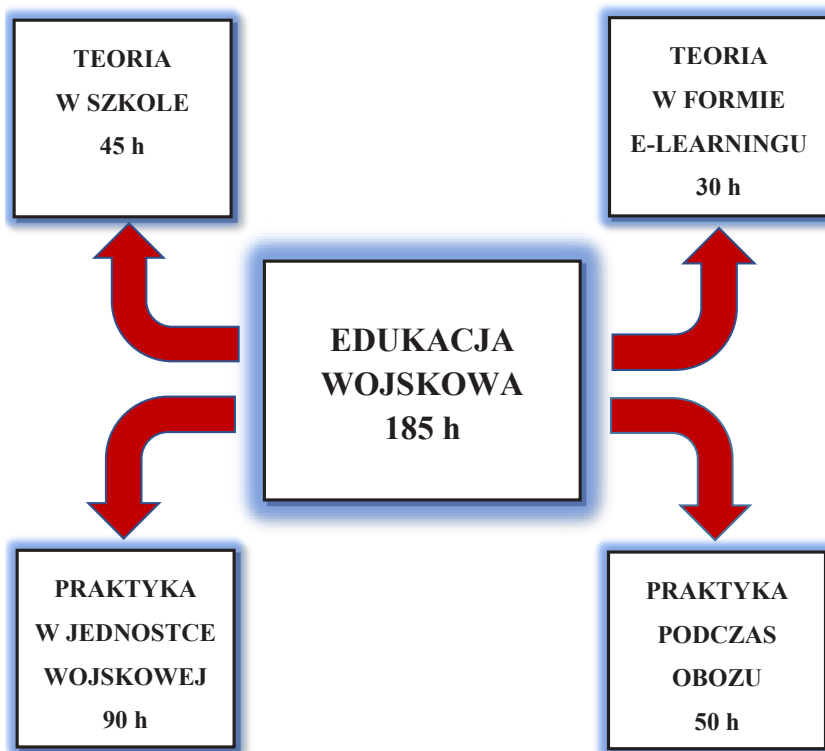 TEORIA
W SZKOLE
45 h
TEORIA
W FORMIE
E-LEARNINGU
30 h
EDUKACJA
WOJSKOWA
185 h
PRAKTYKA
W JEDNOSTCE
WOJSKOWEJ
90 h
PRAKTYKA
PODCZAS
OBOZU
50 h